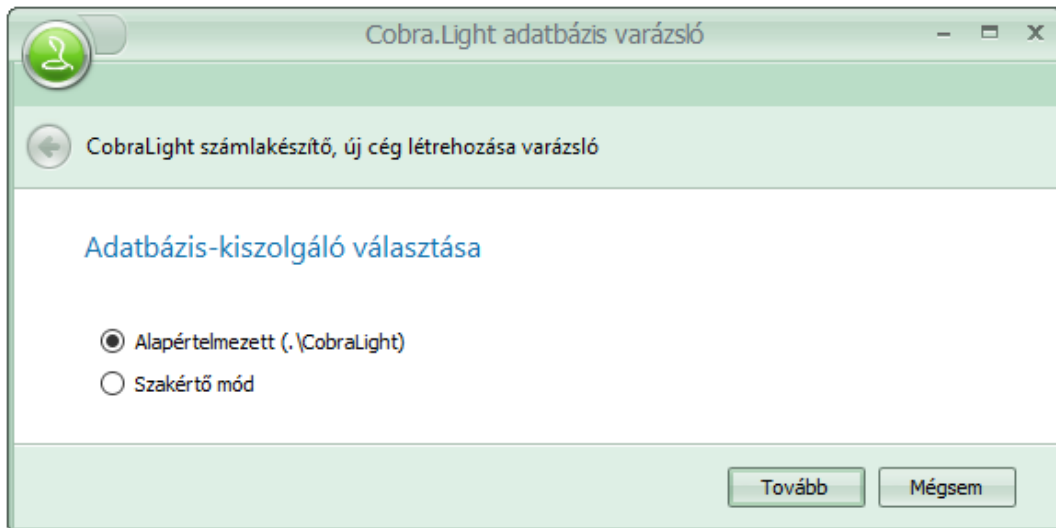 Cobra.Light adatbázis varázsló
CobraLight számlakészítő, új cég létrehozása varázsló
Adatbázis-kiszolgáló választása
Alapértelmezett (.\CobraLight)
Szakértő mód
Tovább Mégsem